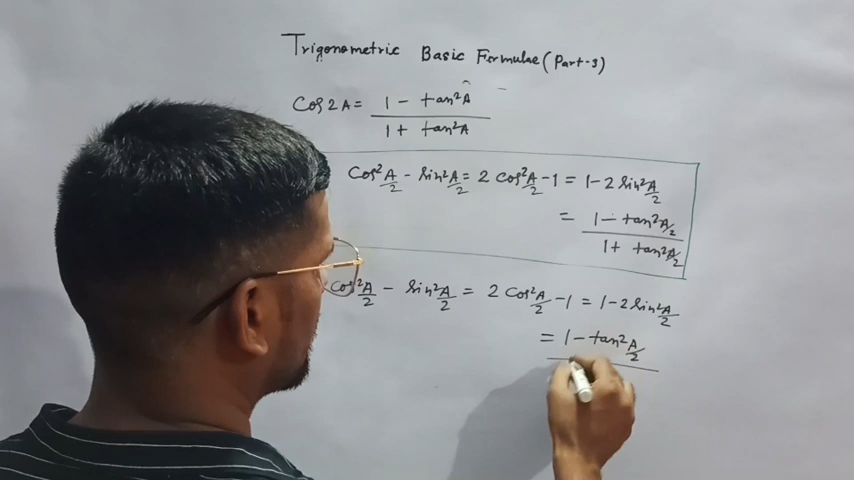 Trigonometric Basic Formulae (Part-3)
Cos2A = 1 - tan²A / 1 + tan²A
Cos²A/2 - sin²A/2 = 2 Cos²A/2 - 1 = 1 - 2 sin²A/2
= 1 - tan²A/2 / 1 + tan²A/2
Cos²A/2 - sin²A/2 = 2 Cos²A/2 - 1 = 1 - 2 sin²A/2
= 1 - tan²A/2